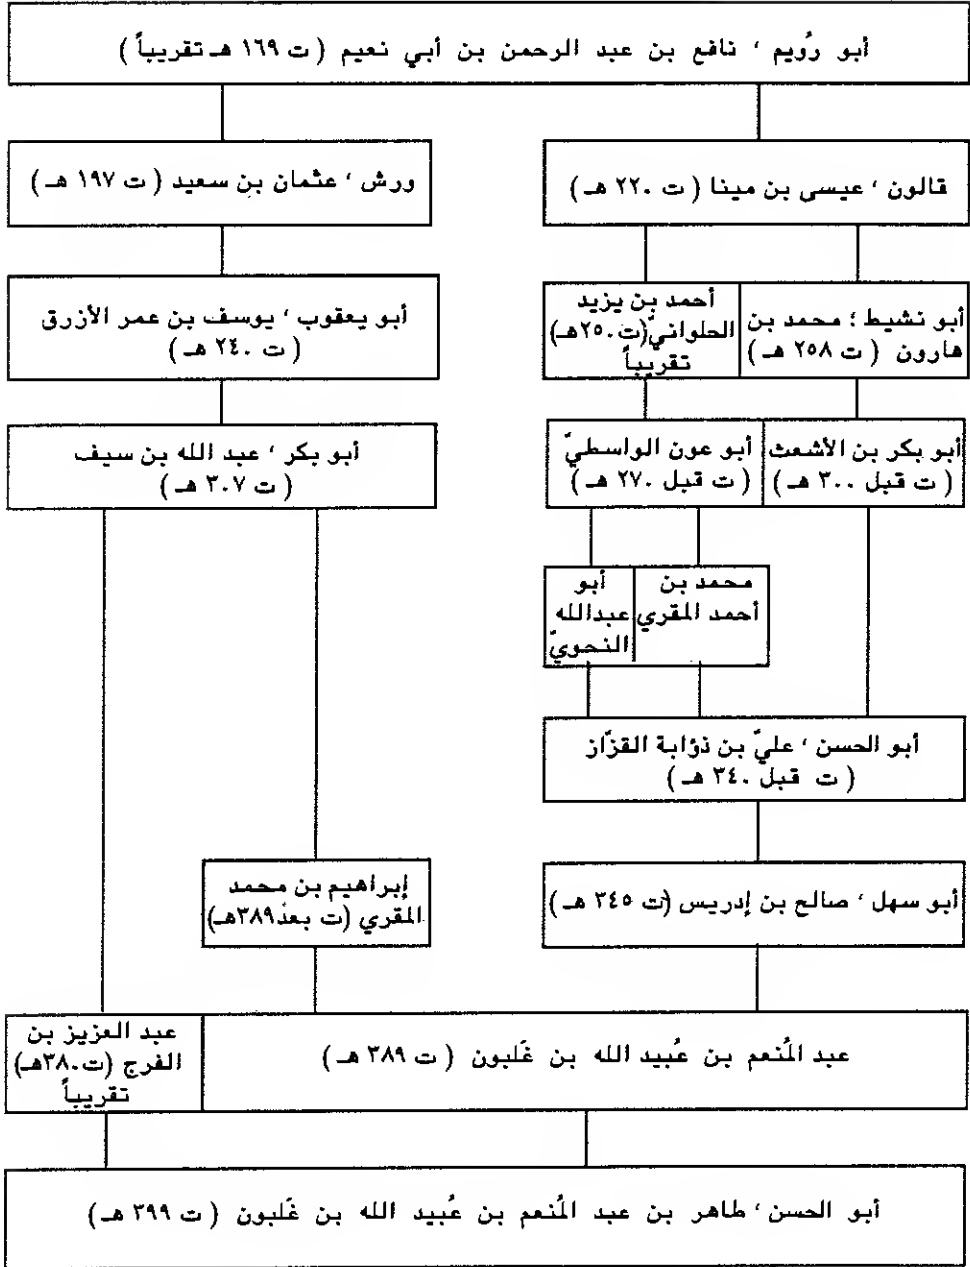 أبو رُويم ، نافع بن عبد الرحمن بن أبي نعيم ( ت ١٦٩ هـ تقريباً )
قالون ، عيسى بن مينا ( ت ٢٢٠ هـ )
ورش ، عثمان بن سعيد ( ت ١٩٧ هـ )
أبو نشيط ؛ محمد بن
هارون ( ت ٢٥٨ هـ )
أحمد بن يزيد
الحلواني (ت ٢٥٠هـ)
تقريباً
أبو يعقوب ، يوسف بن عمر الأزرق
( ت ٢٤٠ هـ )
أبو بكر بن الأشعث
( ت قبل ٣٠٠ هـ )
أبو عون الواسطيّ
( ت قبل ٢٧٠ هـ )
أبو بكر ، عبد الله بن سيف
( ت ٣٠٧ هـ )
محمد بن
أحمد المقري
أبو
عبدالله
النحويّ
أبو الحسن ، عليّ بن ذؤابة القزّاز
( ت قبل ٣٤٠ هـ )
أبو سهل ، صالح بن إدريس (ت ٣٤٥ هـ )
إبراهيم بن محمد
المقري (ت بعد ٣٨٩هـ)
عبد المُنعم بن عُبيد الله بن غَلبون ( ت ٣٨٩ هـ )
عبد العزيز بن
الفرج (ت ٣٨٠هـ)
تقريباً
أبو الحسن ، طاهر بن عبد المُنعم بن عُبيد الله بن غَلبون ( ت ٣٩٩ هـ )